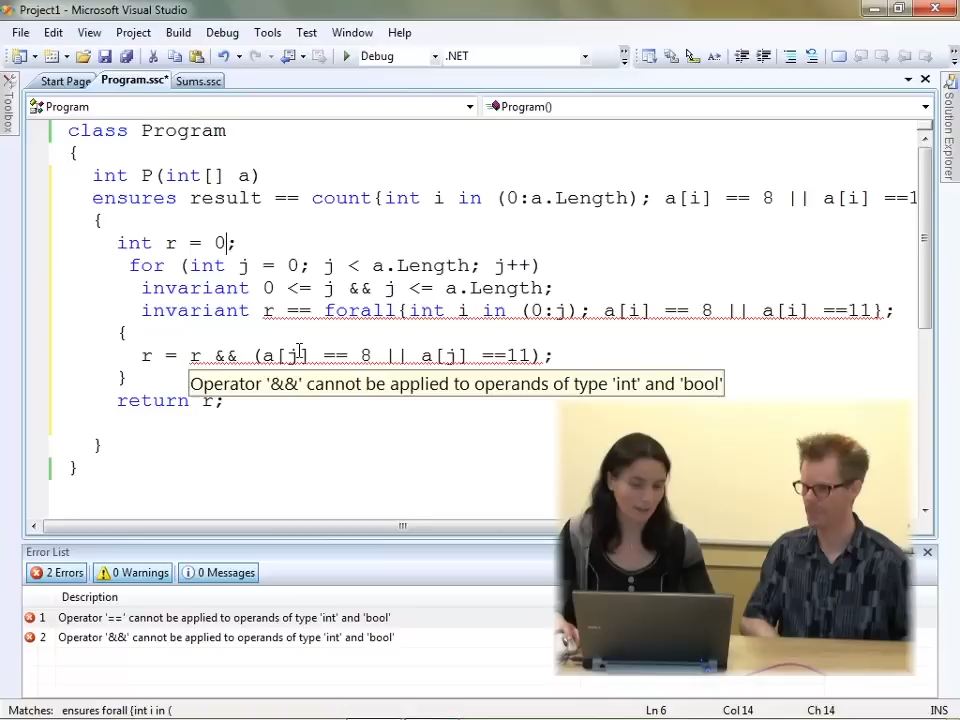 Project1 - Microsoft Visual Studio
File Edit View Project Build Debug Tools Test Window Help
Debug .NET
Start Page Program.ssc* Sums.ssc
Toolbox
Solution Explorer
Program Program()
class Program
{
int P(int[] a)
ensures result == count{int i in (0:a.Length); a[i] == 8 || a[i] ==1
{
int r = 0;
for (int j = 0; j < a.Length; j++)
invariant 0 <= j && j <= a.Length;
invariant r == forall{int i in (0:j); a[i] == 8 || a[i] ==11};
{
r = r && (a[j] == 8 || a[j] ==11);
}
Operator '&&' cannot be applied to operands of type 'int' and 'bool'
return r;
}
}
Error List
2 Errors 0 Warnings 0 Messages
Description
1 Operator '==' cannot be applied to operands of type 'int' and 'bool'
2 Operator '&&' cannot be applied to operands of type 'int' and 'bool'
Matches: ensures forall {int i in ( Ln 6 Col 14 Ch 14 INS